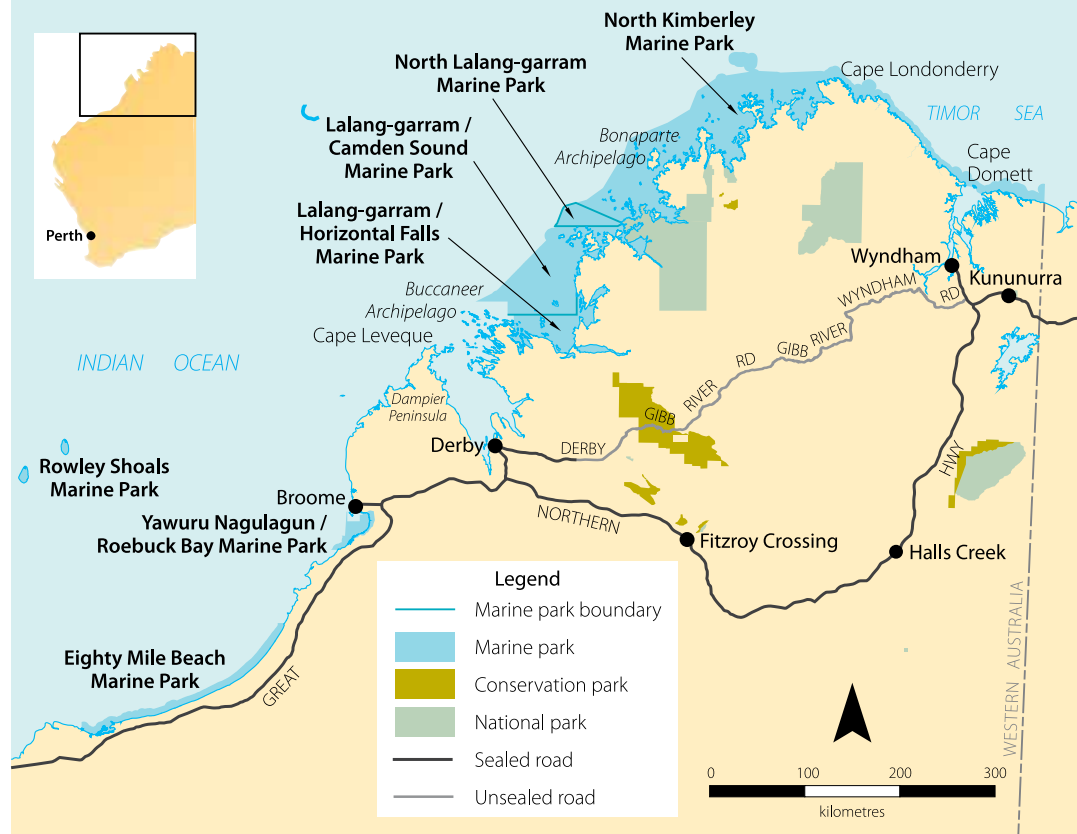 North Kimberley
Marine Park
North Lalang-garram
Marine Park
Cape Londonderry
TIMOR SEA
Lalang-garram /
Camden Sound
Marine Park
Bonaparte
Archipelago
Cape
Domett
Lalang-garram /
Horizontal Falls
Marine Park
Perth
Wyndham
Kununurra
Buccaneer
Archipelago
Cape Leveque
WYNDHAM
RD
INDIAN OCEAN
RD
GIBB
RIVER
Dampier
Peninsula
GIBB
RIVER
Derby
DERBY
HWY
Rowley Shoals
Marine Park
Broome
Yawuru Nagulagun /
Roebuck Bay Marine Park
NORTHERN
Fitzroy Crossing
Halls Creek
Legend
Marine park boundary
Marine park
Conservation park
National park
Sealed road
Unsealed road
Eighty Mile Beach
Marine Park
GREAT
WESTERN AUSTRALIA
0 100 200 300
kilometres